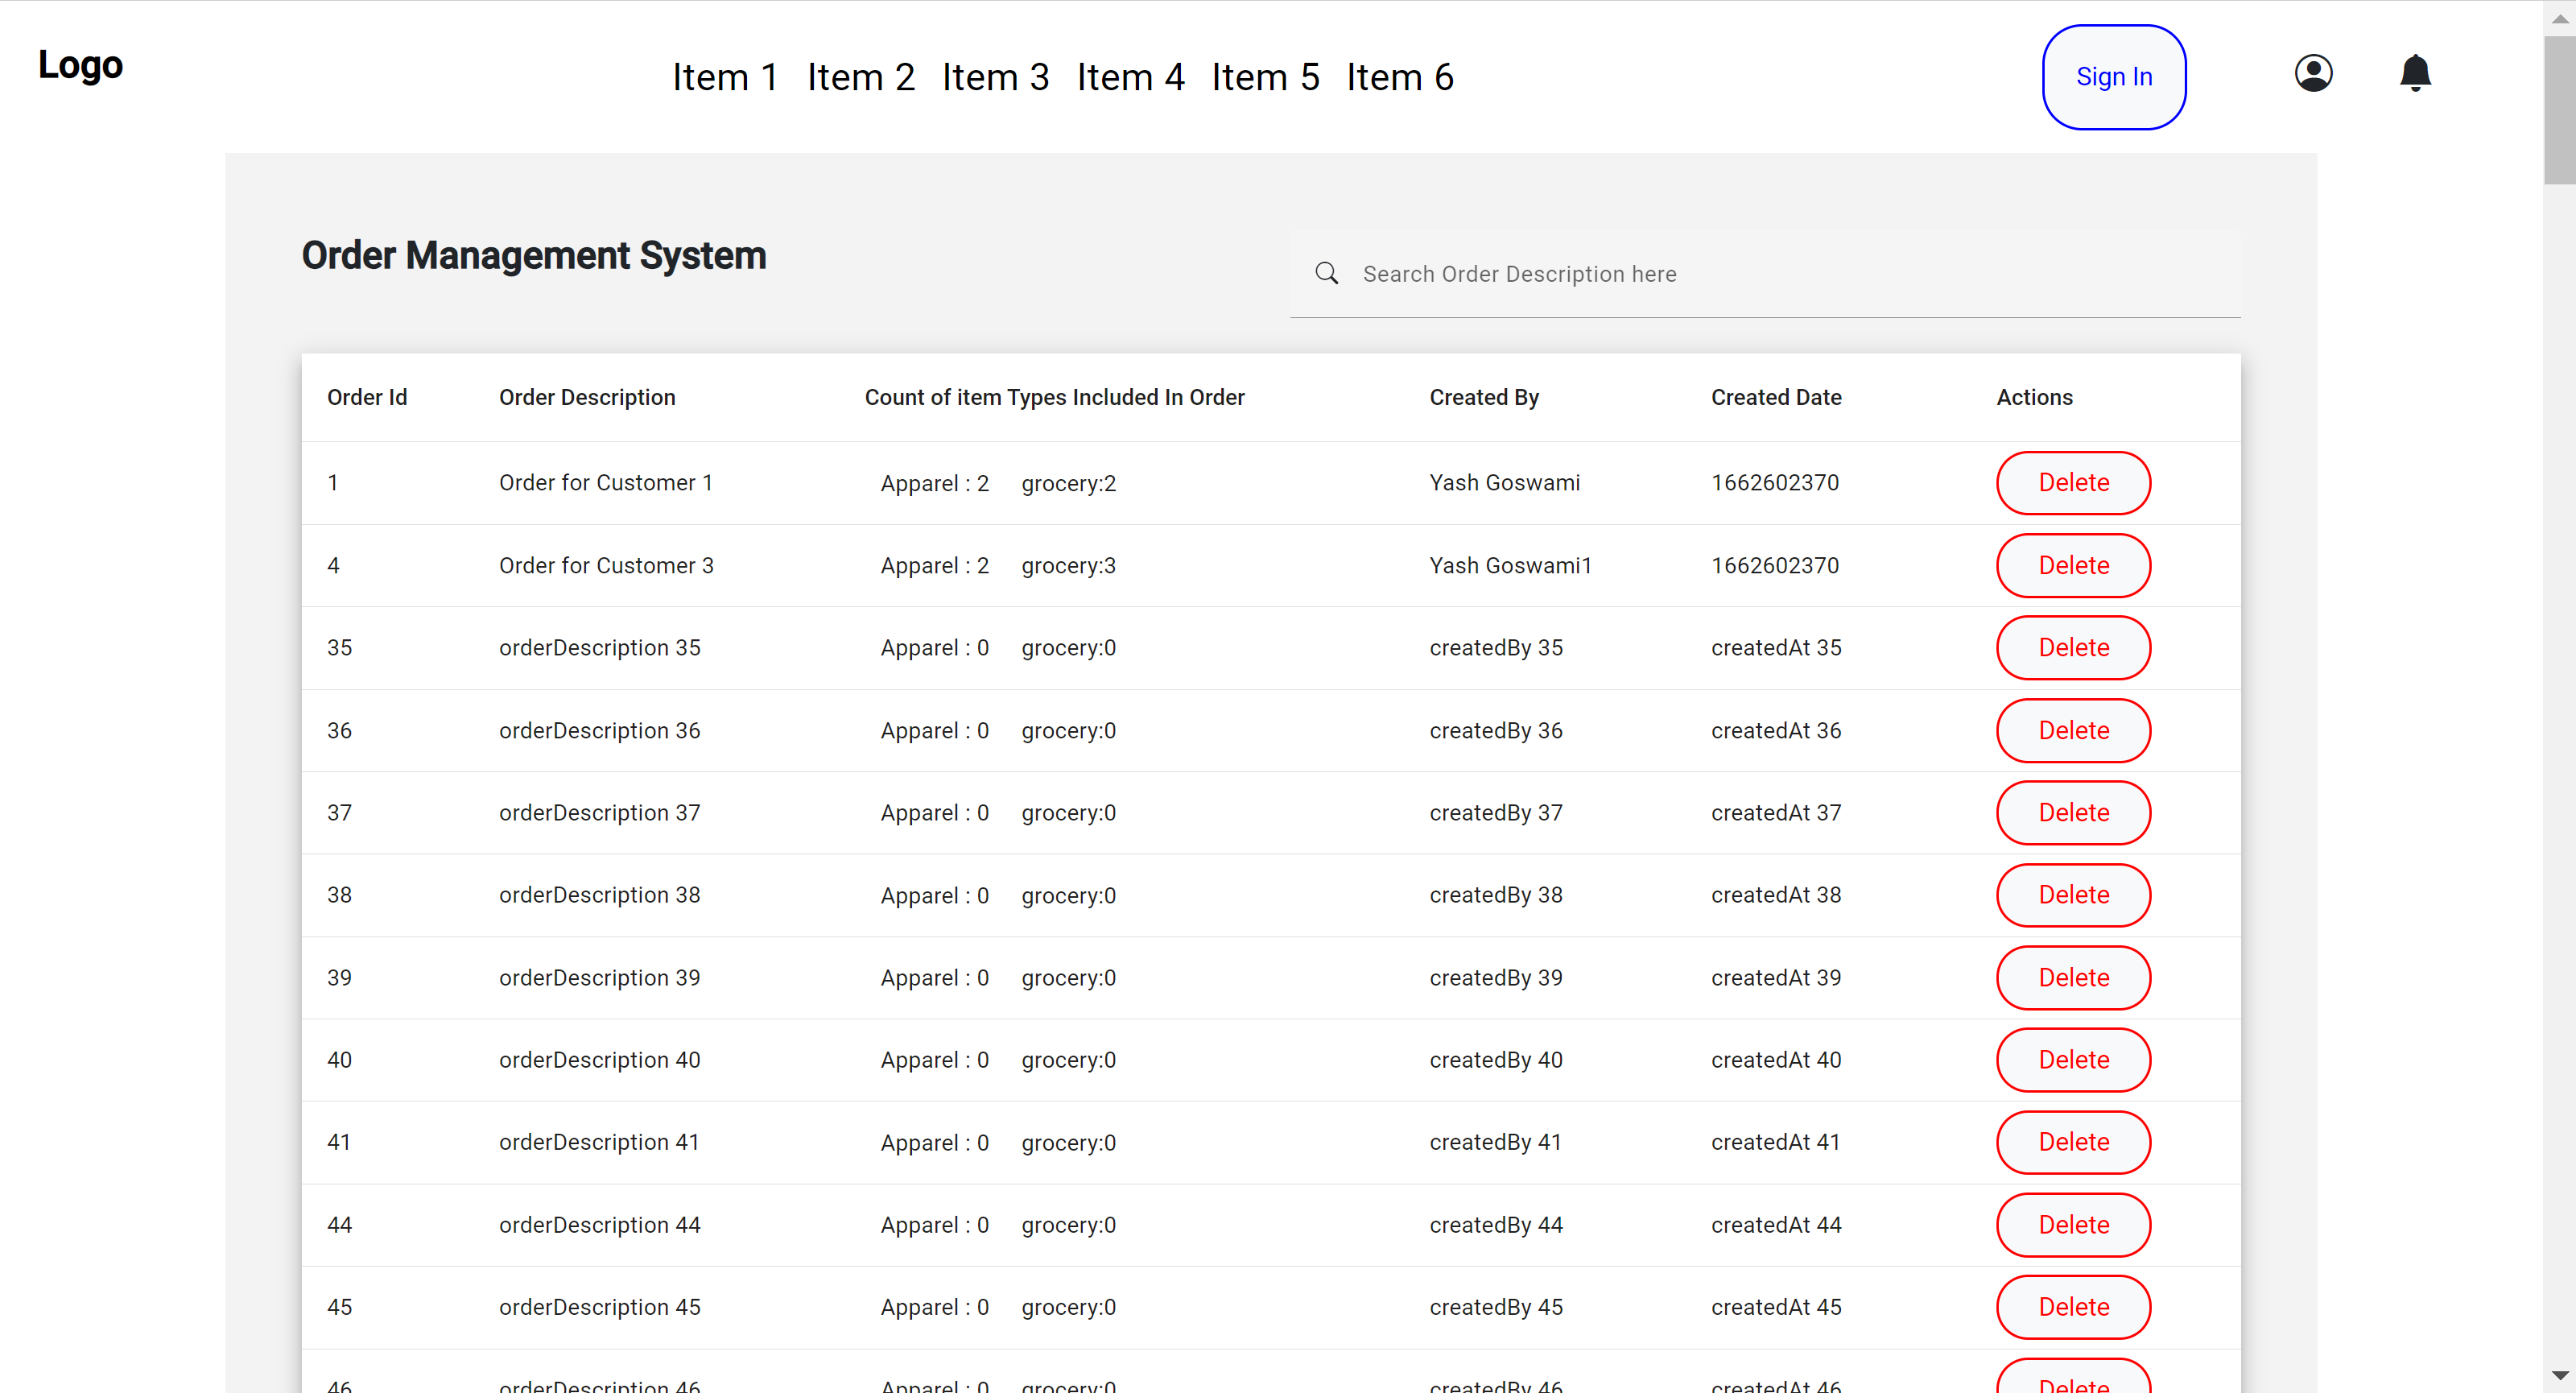 Logo
Item 1 Item 2 Item 3 Item 4 Item 5 Item 6
Sign In
Order Management System
Search Order Description here
Order Id Order Description Count of item Types Included In Order Created By Created Date Actions
1 Order for Customer 1 Apparel : 2 grocery:2 Yash Goswami 1662602370 Delete
4 Order for Customer 3 Apparel : 2 grocery:3 Yash Goswami1 1662602370 Delete
35 orderDescription 35 Apparel : 0 grocery:0 createdBy 35 createdAt 35 Delete
36 orderDescription 36 Apparel : 0 grocery:0 createdBy 36 createdAt 36 Delete
37 orderDescription 37 Apparel : 0 grocery:0 createdBy 37 createdAt 37 Delete
38 orderDescription 38 Apparel : 0 grocery:0 createdBy 38 createdAt 38 Delete
39 orderDescription 39 Apparel : 0 grocery:0 createdBy 39 createdAt 39 Delete
40 orderDescription 40 Apparel : 0 grocery:0 createdBy 40 createdAt 40 Delete
41 orderDescription 41 Apparel : 0 grocery:0 createdBy 41 createdAt 41 Delete
44 orderDescription 44 Apparel : 0 grocery:0 createdBy 44 createdAt 44 Delete
45 orderDescription 45 Apparel : 0 grocery:0 createdBy 45 createdAt 45 Delete
46 orderDescription 46 Apparel : 0 grocery:0 createdBy 46 createdAt 46 Delete